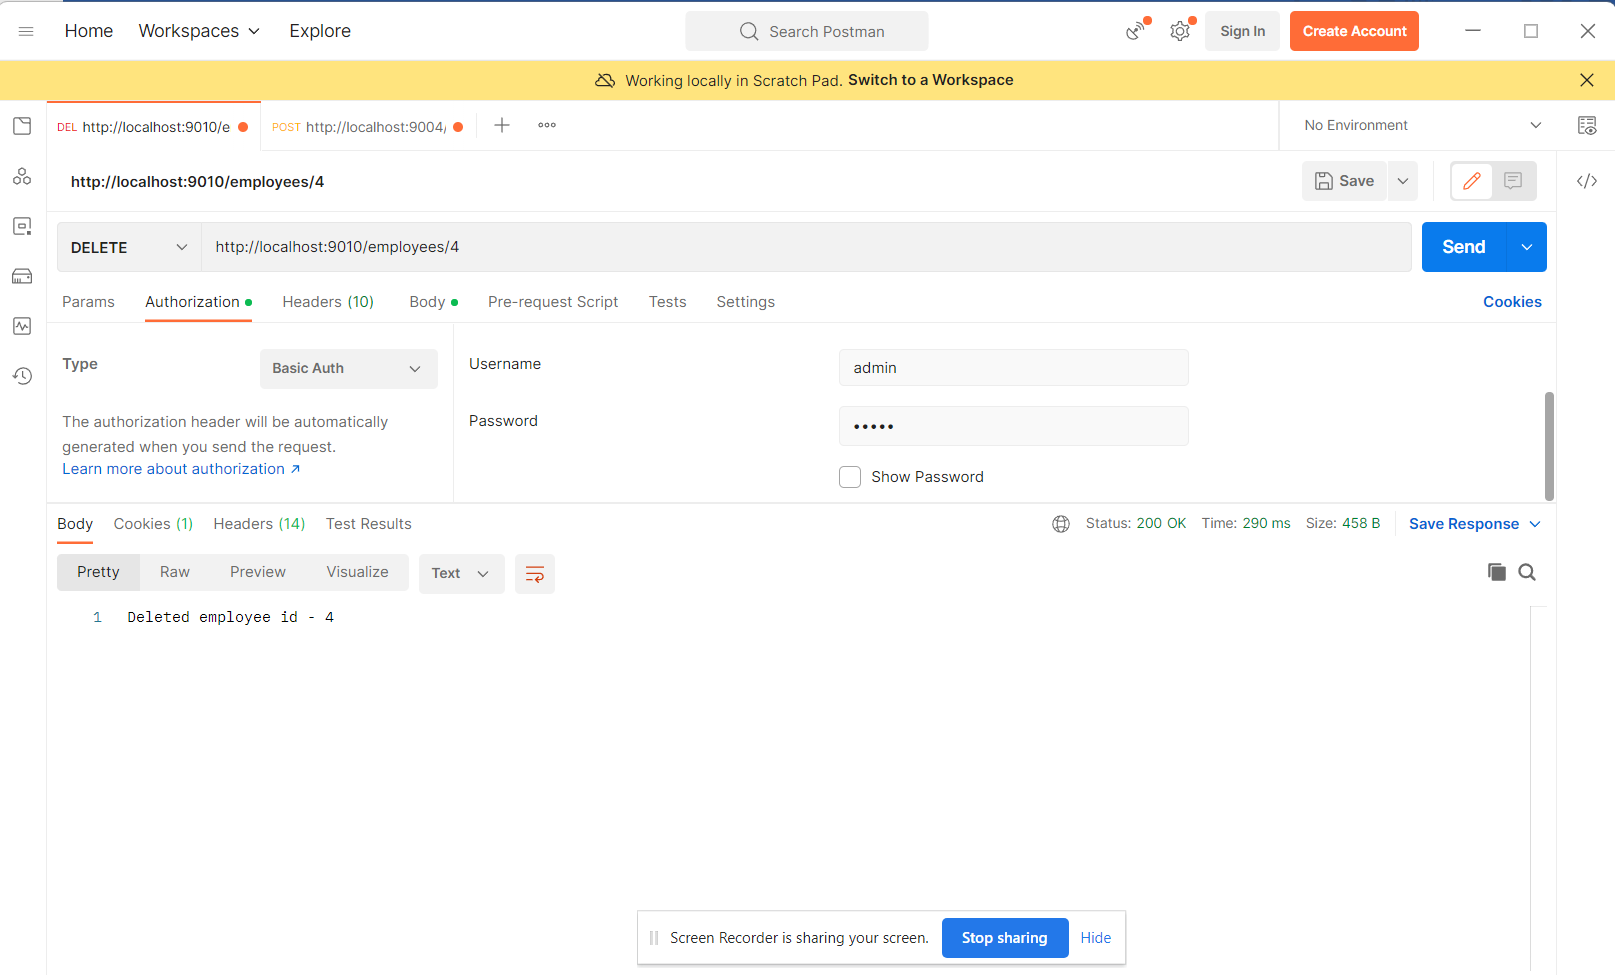 Home Workspaces Explore Search Postman Sign In Create Account
Working locally in Scratch Pad. Switch to a Workspace
DEL http://localhost:9010/e POST http://localhost:9004/ No Environment
http://localhost:9010/employees/4 Save
DELETE http://localhost:9010/employees/4 Send
Params Authorization Headers (10) Body Pre-request Script Tests Settings Cookies
Type Basic Auth
The authorization header will be automatically
generated when you send the request.
Learn more about authorization ↗
Username admin
Password •••••
Show Password
Body Cookies (1) Headers (14) Test Results Status: 200 OK Time: 290 ms Size: 458 B Save Response
Pretty Raw Preview Visualize Text
1 Deleted employee id - 4
Screen Recorder is sharing your screen. Stop sharing Hide